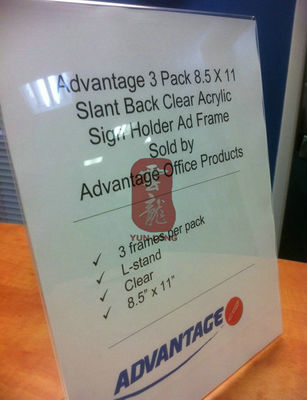 Advantage 3 Pack 8.5 X 11
Slant Back Clear Acrylic
Sign Holder Ad Frame
Sold by
Advantage Office Products
✓ 3 frames per pack
✓ L-stand
✓ Clear
✓ 8.5" x 11"
ADVANTAGE